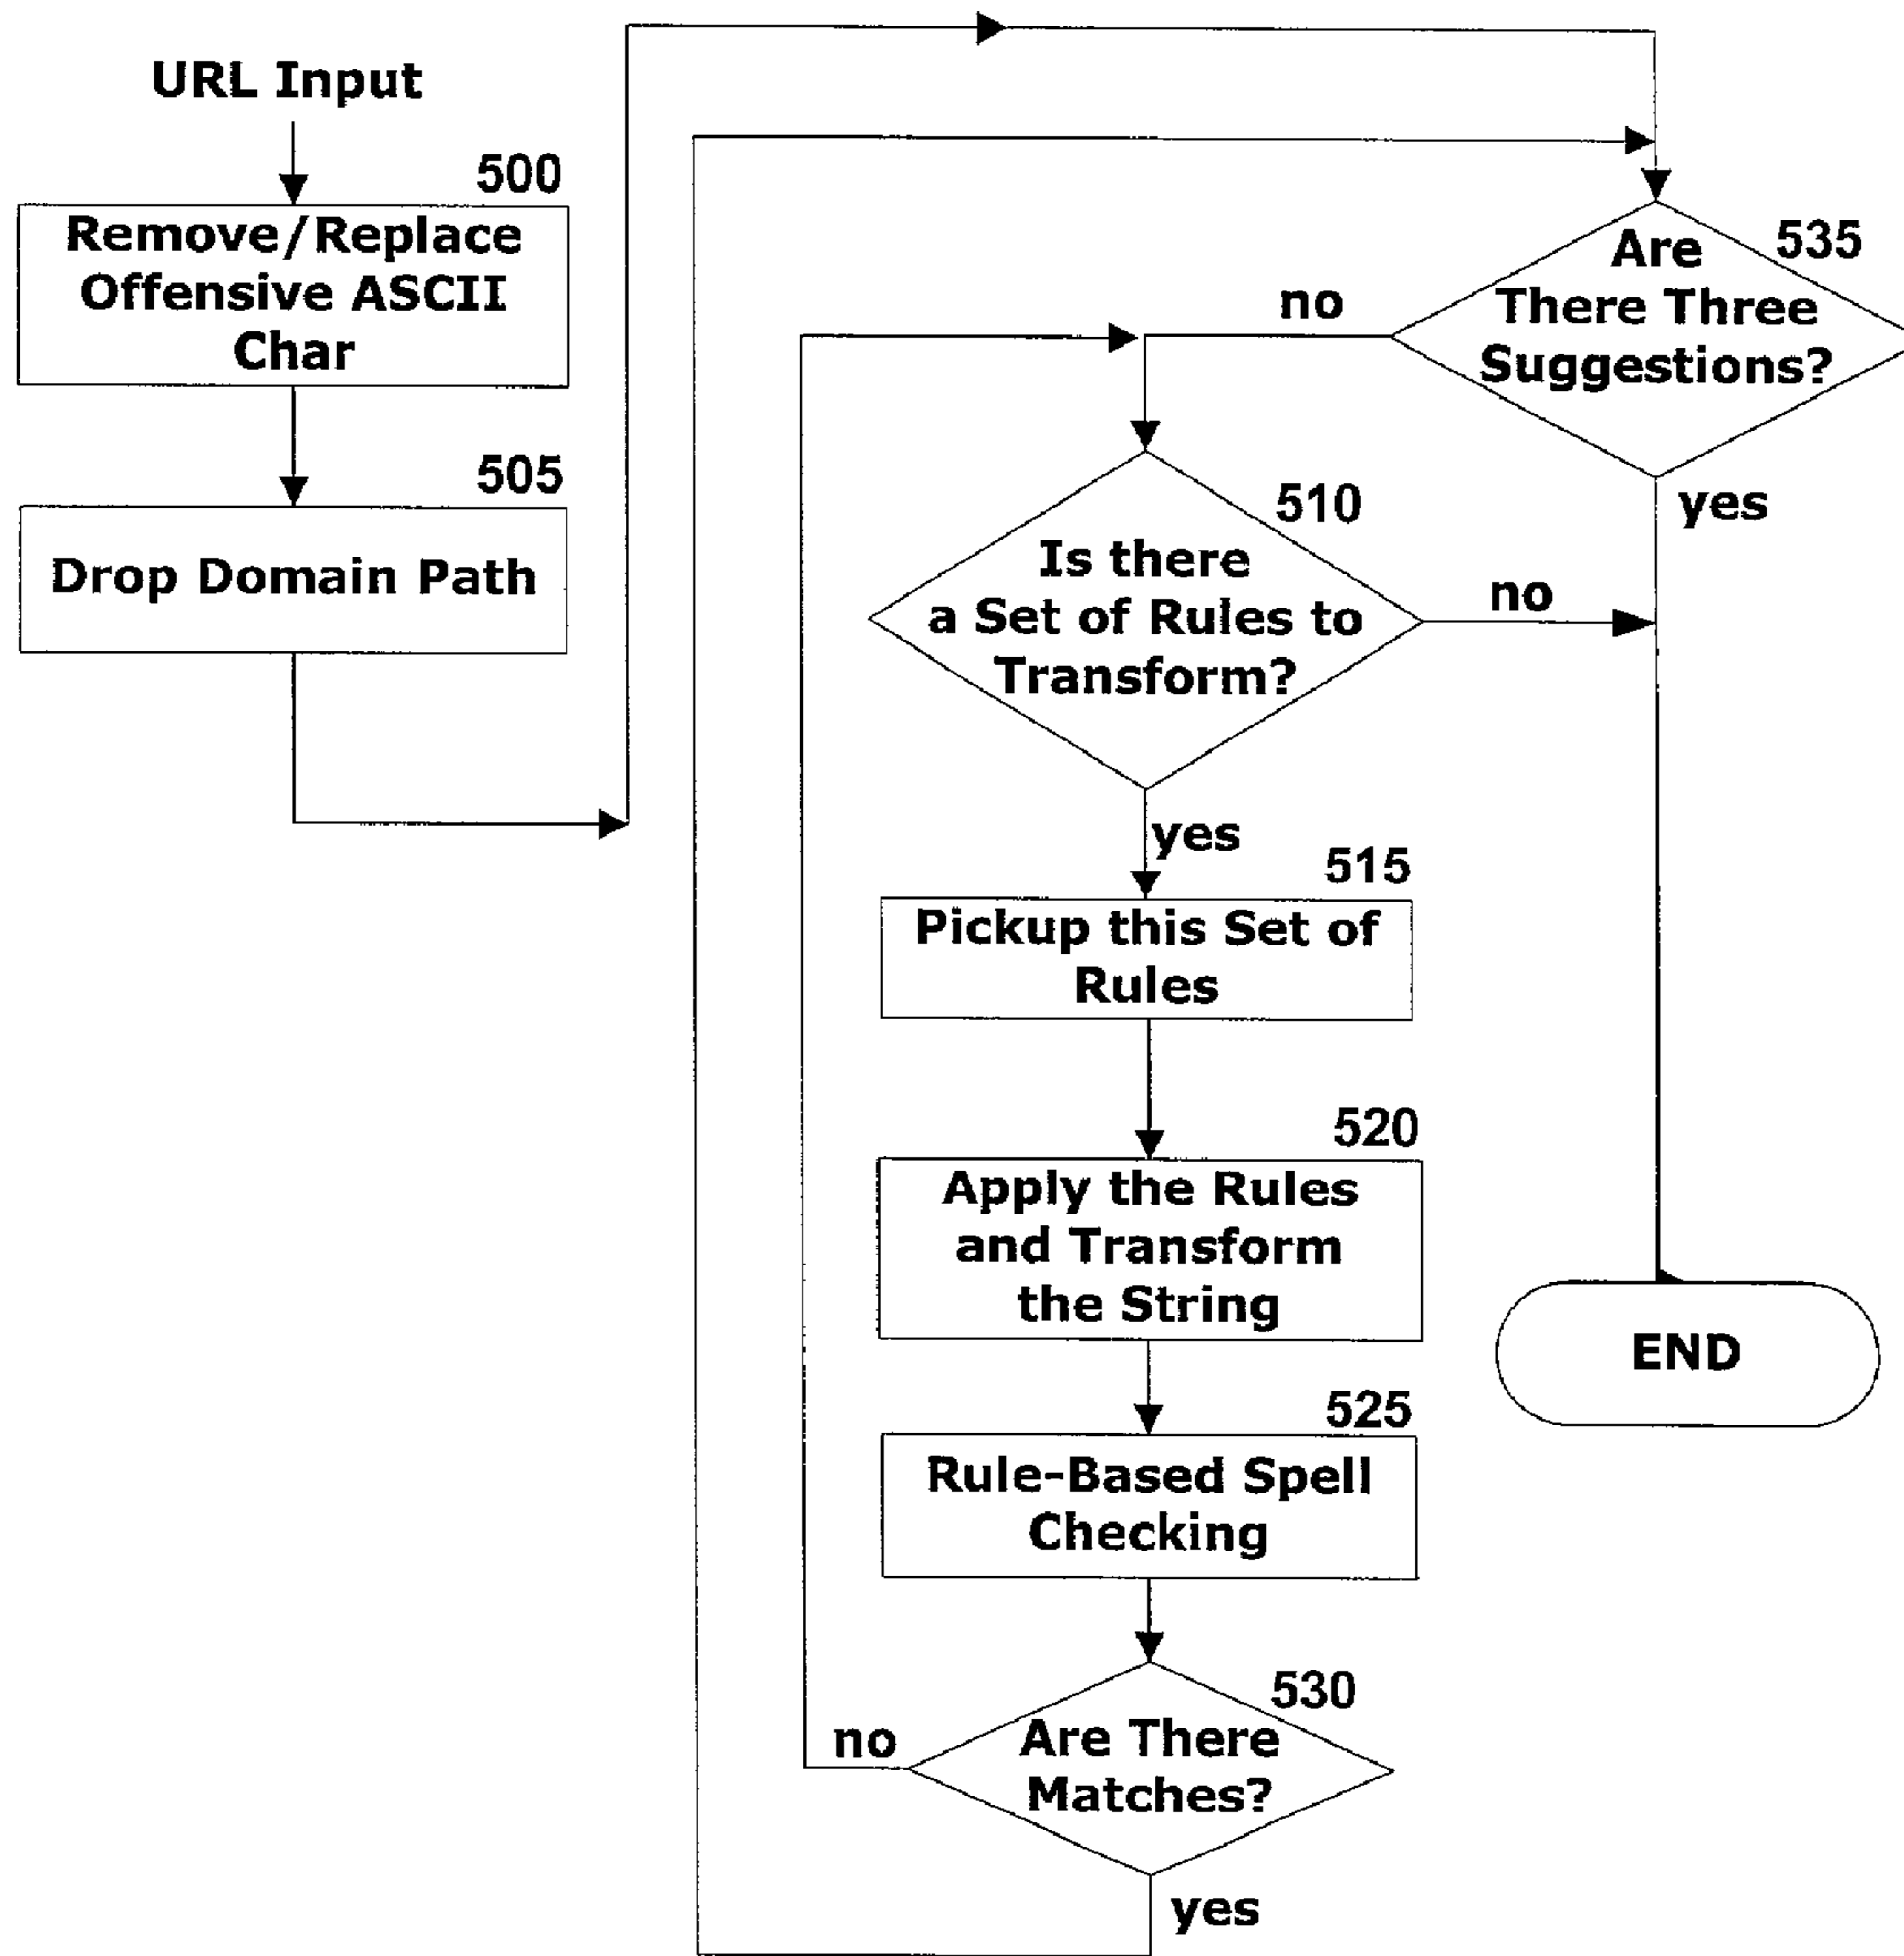 URL Input
500
Remove/Replace
Offensive ASCII
Char
505
Drop Domain Path
535
Are
There Three
Suggestions?
no
yes
510
Is there
a Set of Rules to
Transform?
no
yes
515
Pickup this Set of
Rules
520
Apply the Rules
and Transform
the String
525
Rule-Based Spell
Checking
530
Are There
Matches?
no
yes
END